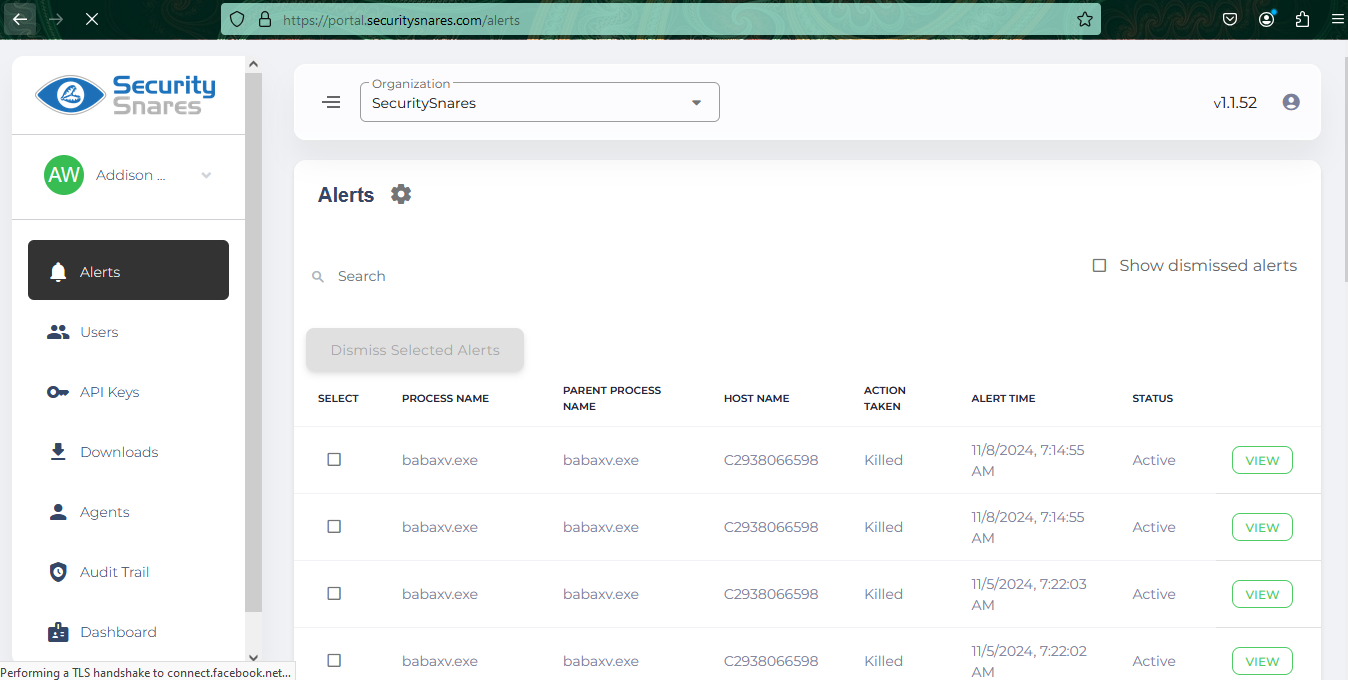 https://portal.securitysnares.com/alerts
Security
Snares
Organization
SecuritySnares
v1.1.52
AW
Addison ...
Alerts
Users
API Keys
Downloads
Agents
Audit Trail
Dashboard
Alerts
Search
Show dismissed alerts
Dismiss Selected Alerts
SELECT PROCESS NAME PARENT PROCESS NAME HOST NAME ACTION TAKEN ALERT TIME STATUS
babaxv.exe babaxv.exe C2938066598 Killed 11/8/2024, 7:14:55 AM Active VIEW
babaxv.exe babaxv.exe C2938066598 Killed 11/8/2024, 7:14:55 AM Active VIEW
babaxv.exe babaxv.exe C2938066598 Killed 11/5/2024, 7:22:03 AM Active VIEW
babaxv.exe babaxv.exe C2938066598 Killed 11/5/2024, 7:22:02 AM Active VIEW
Performing a TLS handshake to connect.facebook.net...